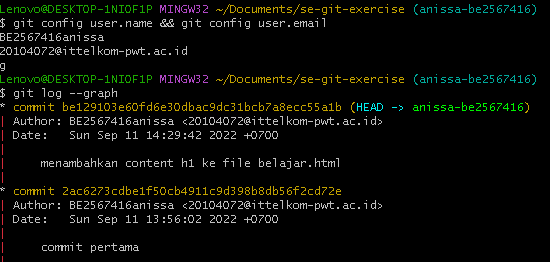 Lenovo@DESKTOP-1NI0F1P MINGW32 ~/Documents/se-git-exercise (anissa-be2567416)
$ git config user.name && git config user.email
BE2567416anissa
20104072@ittelkom-pwt.ac.id
g
Lenovo@DESKTOP-1NI0F1P MINGW32 ~/Documents/se-git-exercise (anissa-be2567416)
$ git log --graph
* commit be129103e60fd6e30dbac9dc31bcb7a8ecc55a1b (HEAD -> anissa-be2567416)
| Author: BE2567416anissa <20104072@ittelkom-pwt.ac.id>
| Date:   Sun Sep 11 14:29:42 2022 +0700
|
|     menambahkan content h1 ke file belajar.html
|
* commit 2ac6273cdbe1f50cb4911c9d398b8db56f2cd72e
| Author: BE2567416anissa <20104072@ittelkom-pwt.ac.id>
| Date:   Sun Sep 11 13:56:02 2022 +0700
|
|     commit pertama
|